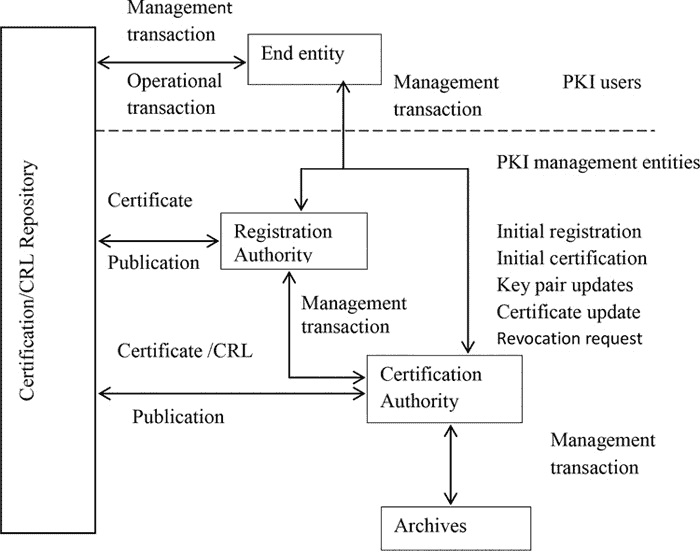 Management
transaction
End entity
Operational
transaction
Management
transaction
PKI users
PKI management entities
Certification/CRL Repository
Certificate
Publication
Registration
Authority
Initial registration
Initial certification
Key pair updates
Certificate update
Revocation request
Management
transaction
Certificate /CRL
Publication
Certification
Authority
Management
transaction
Archives